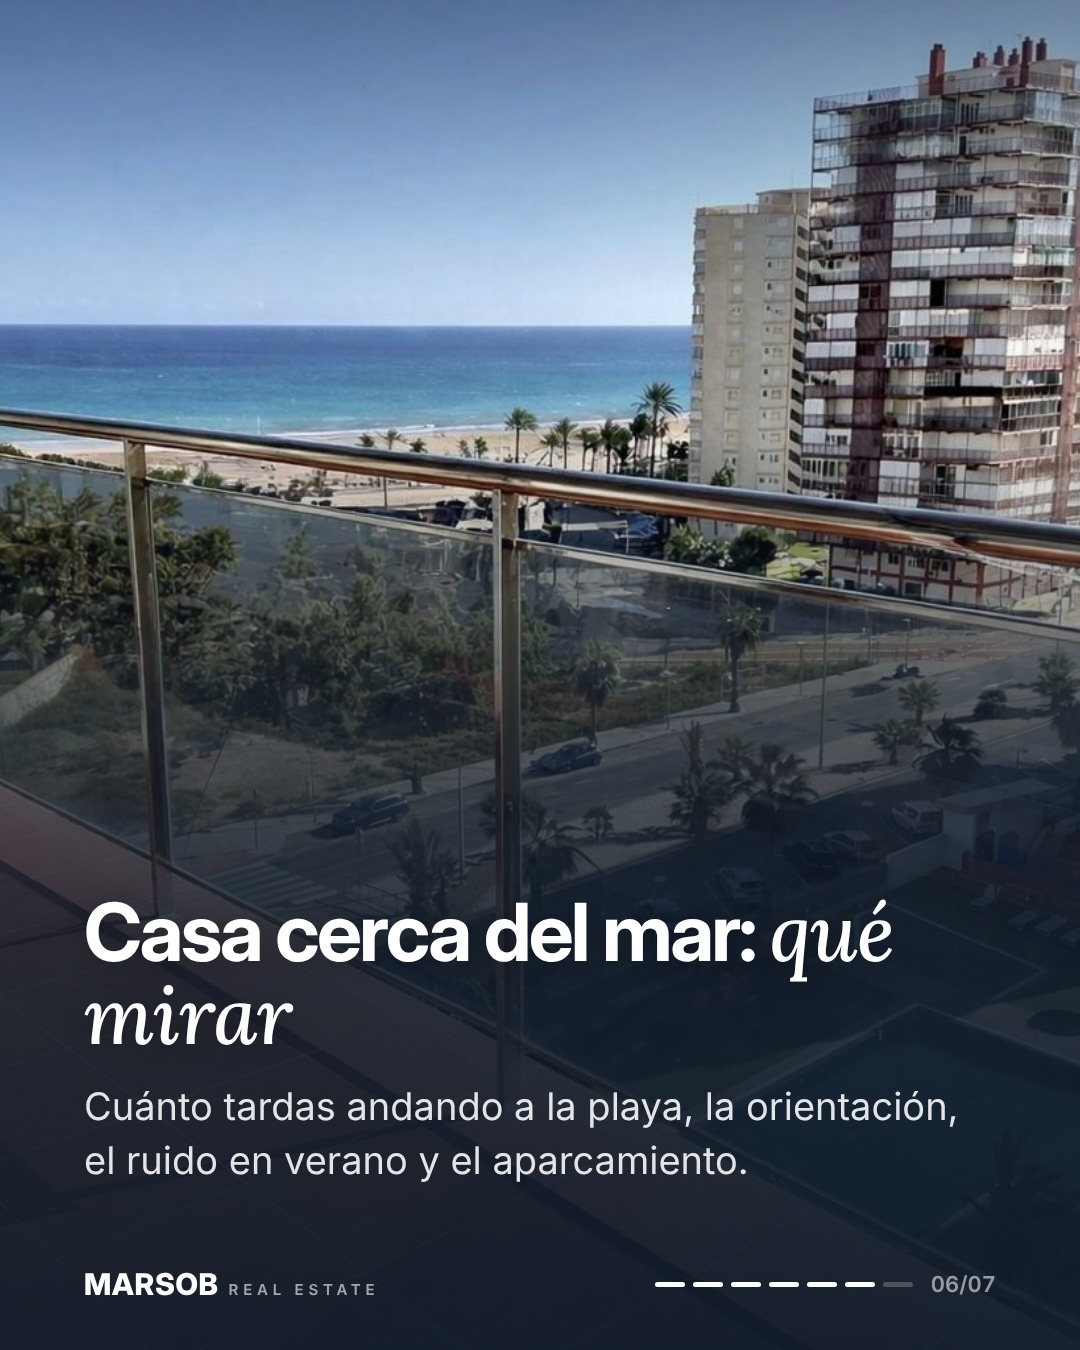 Casa cerca del mar: qué
mirar
Cuánto tardas andando a la playa, la orientación,
el ruido en verano y el aparcamiento.
MARSOB REAL ESTATE
06/07